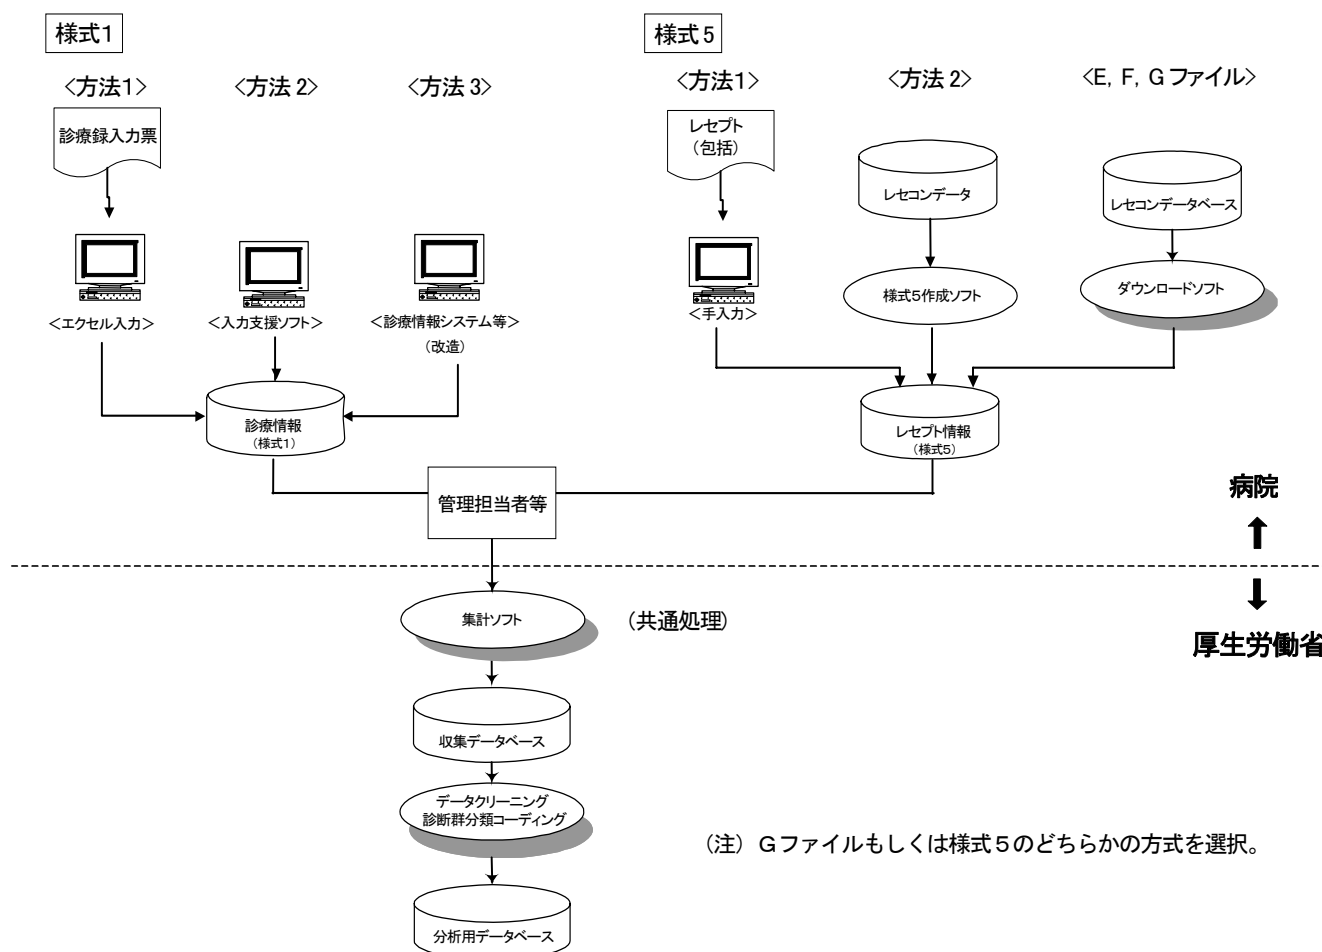 様式1
様式5
<方法1>
<方法2>
<方法3>
<方法1>
<方法2>
<E, F, Gファイル>
診療録入力票
レセプト
(包括)
レセコンデータ
レセコンデータベース
様式5作成ソフト
ダウンロードソフト
<エクセル入力>
<入力支援ソフト>
<診療情報システム等>
(改造)
<手入力>
診療情報
(様式1)
レセプト情報
(様式5)
管理担当者等
病院
厚生労働省
集計ソフト
(共通処理)
収集データベース
データクリーニング
診断群分類コーディング
(注) Gファイルもしくは様式5のどちらかの方式を選択。
分析用データベース